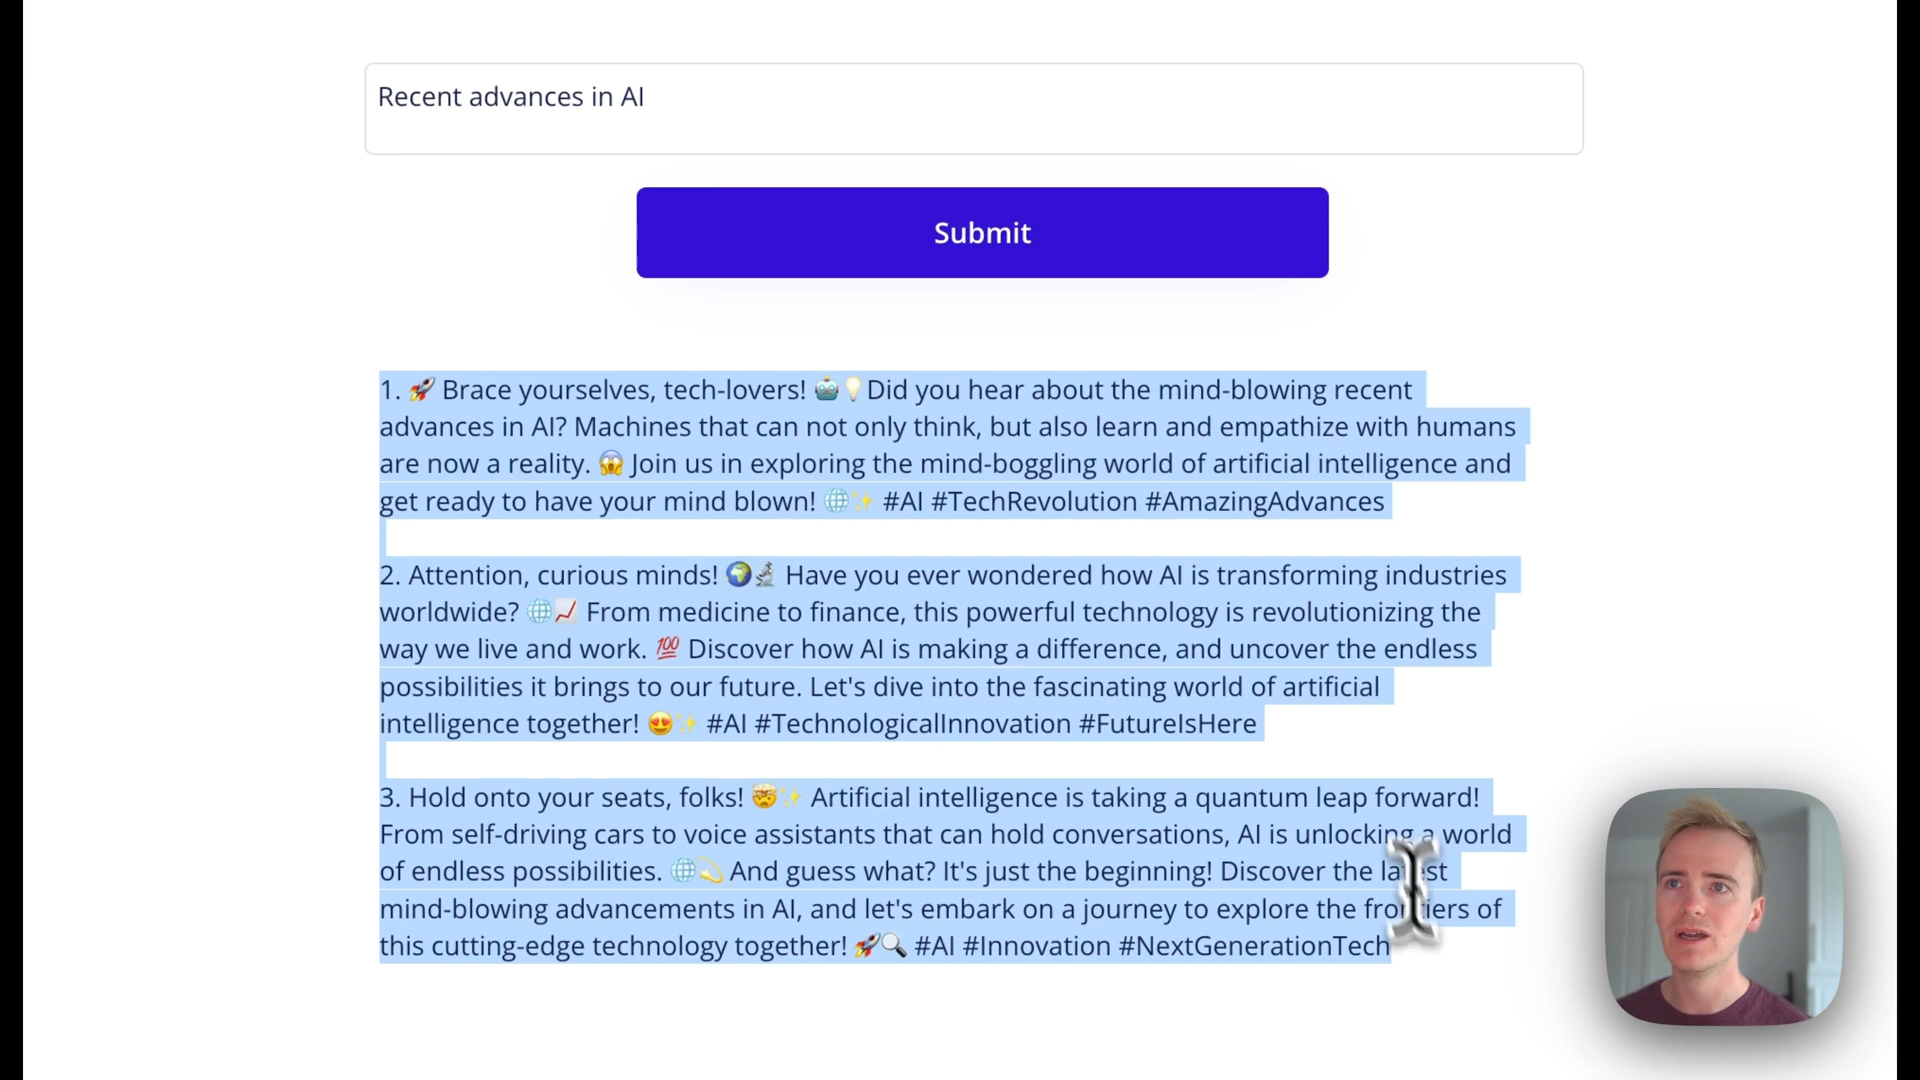 Recent advances in AI
Submit
1. 🚀 Brace yourselves, tech-lovers! 🤖💡Did you hear about the mind-blowing recent
advances in AI? Machines that can not only think, but also learn and empathize with humans
are now a reality. 😱 Join us in exploring the mind-boggling world of artificial intelligence and
get ready to have your mind blown! 🌐✨ #AI #TechRevolution #AmazingAdvances
2. Attention, curious minds! 🌍🔬 Have you ever wondered how AI is transforming industries
worldwide? 🌐📈 From medicine to finance, this powerful technology is revolutionizing the
way we live and work. 💯 Discover how AI is making a difference, and uncover the endless
possibilities it brings to our future. Let's dive into the fascinating world of artificial
intelligence together! 😍✨ #AI #TechnologicalInnovation #FutureIsHere
3. Hold onto your seats, folks! 🤯✨ Artificial intelligence is taking a quantum leap forward!
From self-driving cars to voice assistants that can hold conversations, AI is unlocking a world
of endless possibilities. 🌐💫 And guess what? It's just the beginning! Discover the latest
mind-blowing advancements in AI, and let's embark on a journey to explore the frontiers of
this cutting-edge technology together! 🚀🔍 #AI #Innovation #NextGenerationTech